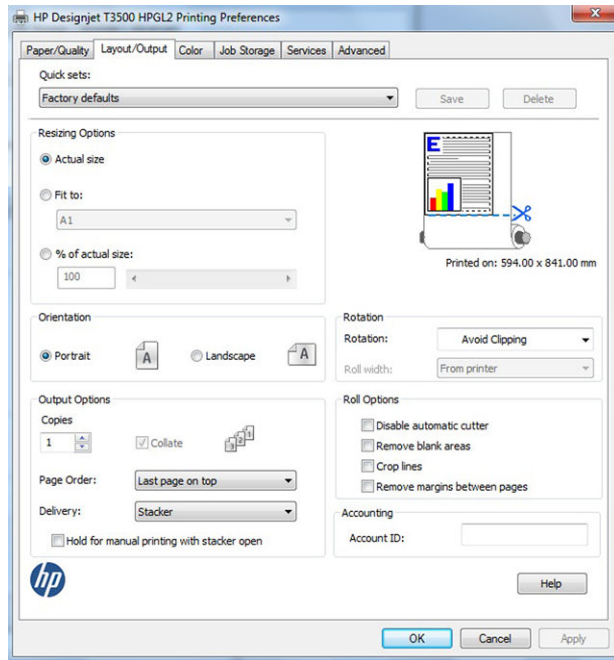 HP Designjet T3500 HPGL2 Printing Preferences
Paper/Quality Layout/Output Color Job Storage Services Advanced
Quick sets:
Factory defaults Save Delete
Resizing Options
Actual size
Fit to:
A1
% of actual size:
100
E
Printed on: 594.00 x 841.00 mm
Orientation
Portrait A Landscape A
Rotation
Rotation: Avoid Clipping
Roll width: From printer
Output Options
Copies
1 Collate 3 2 1
Page Order: Last page on top
Delivery: Stacker
Hold for manual printing with stacker open
Roll Options
Disable automatic cutter
Remove blank areas
Crop lines
Remove margins between pages
Accounting
Account ID:
hp
Help
OK Cancel Apply